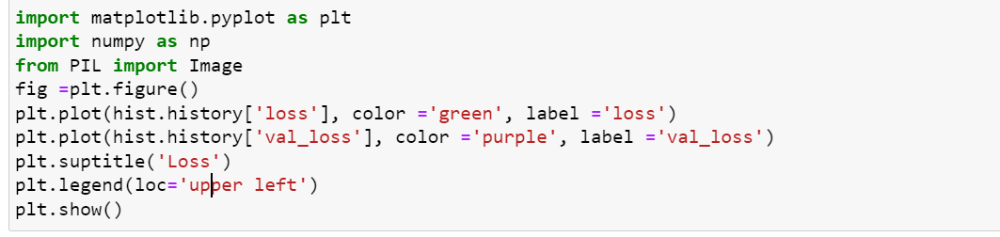 import matplotlib.pyplot as plt
import numpy as np
from PIL import Image
fig =plt.figure()
plt.plot(hist.history['loss'], color ='green', label ='loss')
plt.plot(hist.history['val_loss'], color ='purple', label ='val_loss')
plt.suptitle('Loss')
plt.legend(loc='upper left')
plt.show()